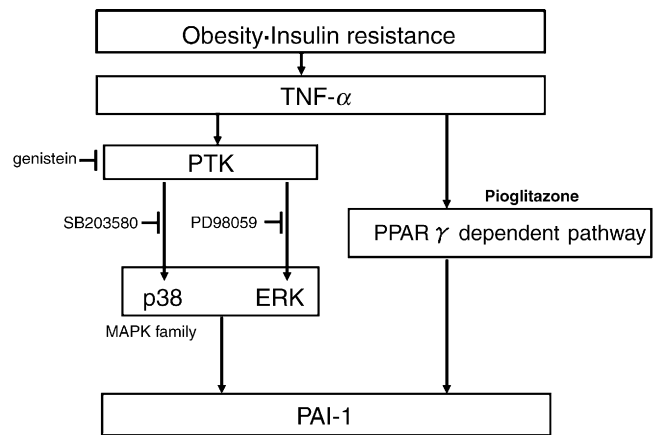 Obesity·Insulin resistance
TNF-α
genistein
PTK
Pioglitazone
SB203580
PD98059
PPAR γ dependent pathway
p38
ERK
MAPK family
PAI-1